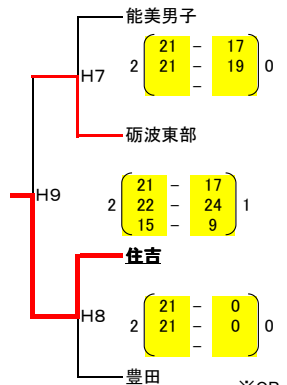 能美男子
21 － 17
H7 2 21 － 19 0
－
砺波東部
21 － 17
H9 2 22 － 24 1
15 － 9
住吉
21 － 0
H8 2 21 － 0 0
－
豊田